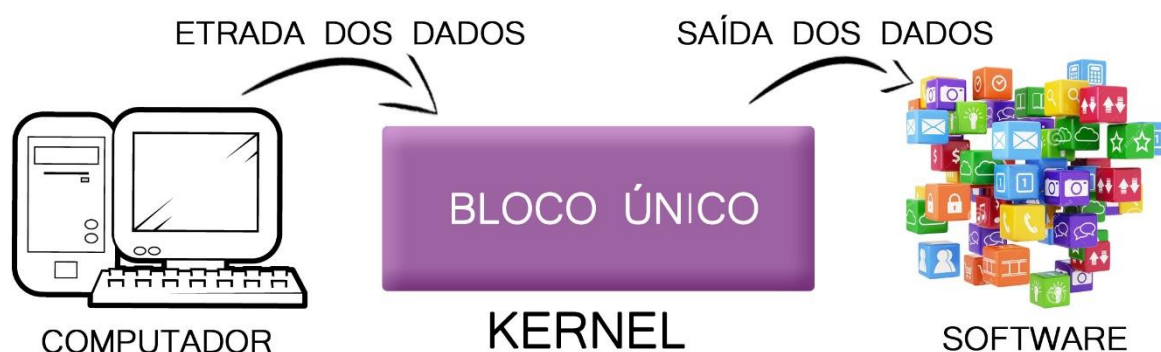 ETRADA DOS DADOS
SAÍDA DOS DADOS
BLOCO ÚNICO
COMPUTADOR
KERNEL
SOFTWARE